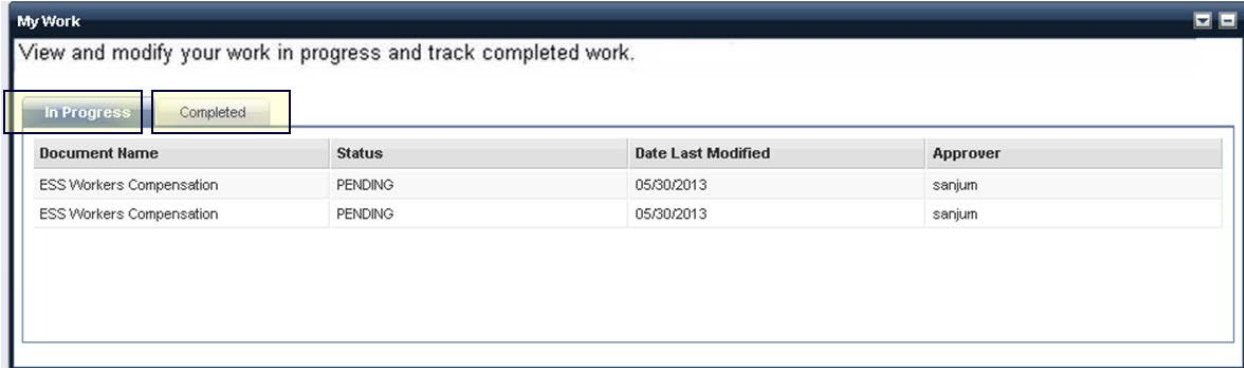 My Work
View and modify your work in progress and track completed work.
In Progress Completed
Document Name Status Date Last Modified Approver
ESS Workers Compensation PENDING 05/30/2013 sanjum
ESS Workers Compensation PENDING 05/30/2013 sanjum